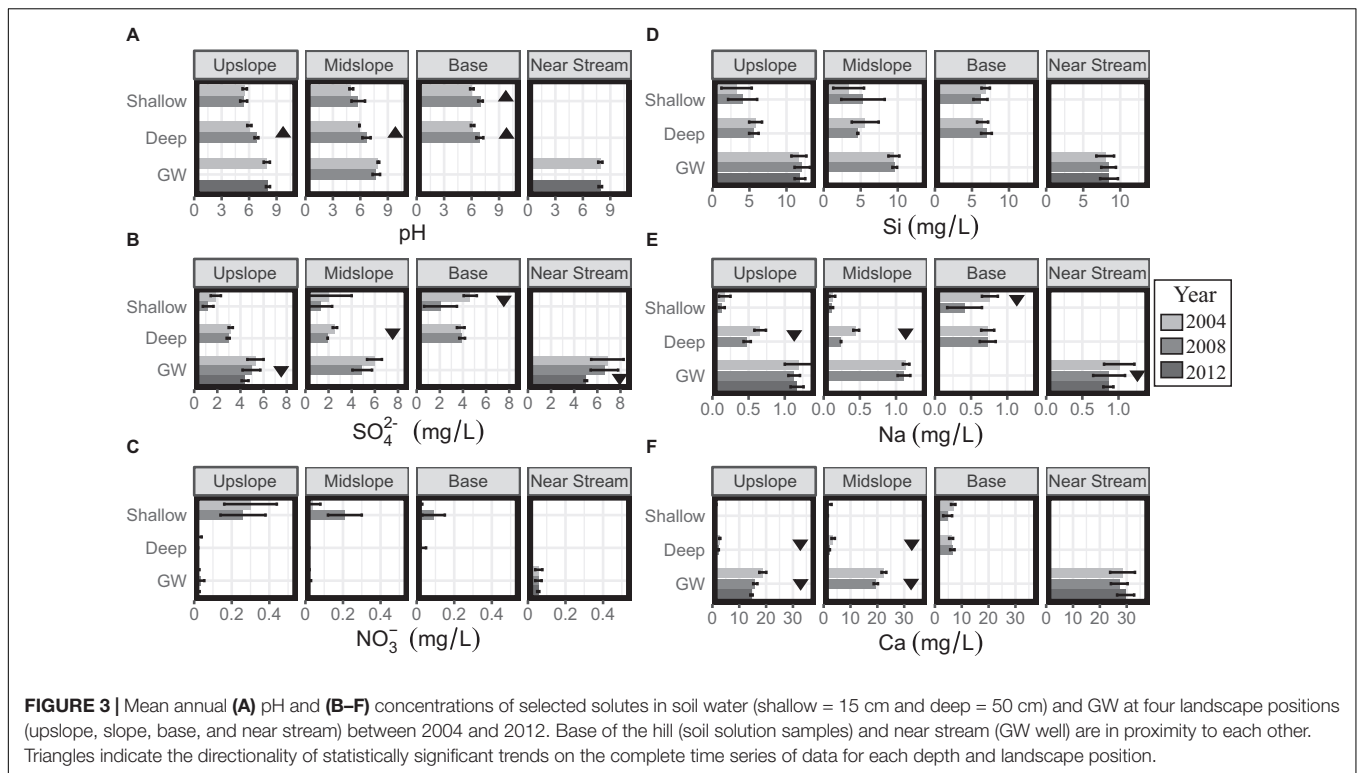 A
Upslope Midslope Base Near Stream
Shallow
Deep
GW
0 3 6 9 0 3 6 9 0 3 6 9 0 3 6 9
pH
B
Upslope Midslope Base Near Stream
Shallow
Deep
GW
0 2 4 6 8 0 2 4 6 8 0 2 4 6 8 0 2 4 6 8
SO₄²⁻ (mg/L)
C
Upslope Midslope Base Near Stream
Shallow
Deep
GW
0 0.2 0.4 0 0.2 0.4 0 0.2 0.4 0 0.2 0.4
NO₃⁻ (mg/L)
D
Upslope Midslope Base Near Stream
Shallow
Deep
GW
0 5 10 0 5 10 0 5 10 0 5 10
Si (mg/L)
E
Upslope Midslope Base Near Stream
Shallow
Deep
GW
0.0 0.5 1.0 0.0 0.5 1.0 0.0 0.5 1.0 0.0 0.5 1.0
Na (mg/L)
Year
2004
2008
2012
F
Upslope Midslope Base Near Stream
Shallow
Deep
GW
0 10 20 30 0 10 20 30 0 10 20 30 0 10 20 30
Ca (mg/L)
FIGURE 3 | Mean annual (A) pH and (B–F) concentrations of selected solutes in soil water (shallow = 15 cm and deep = 50 cm) and GW at four landscape positions
(upslope, slope, base, and near stream) between 2004 and 2012. Base of the hill (soil solution samples) and near stream (GW well) are in proximity to each other.
Triangles indicate the directionality of statistically significant trends on the complete time series of data for each depth and landscape position.